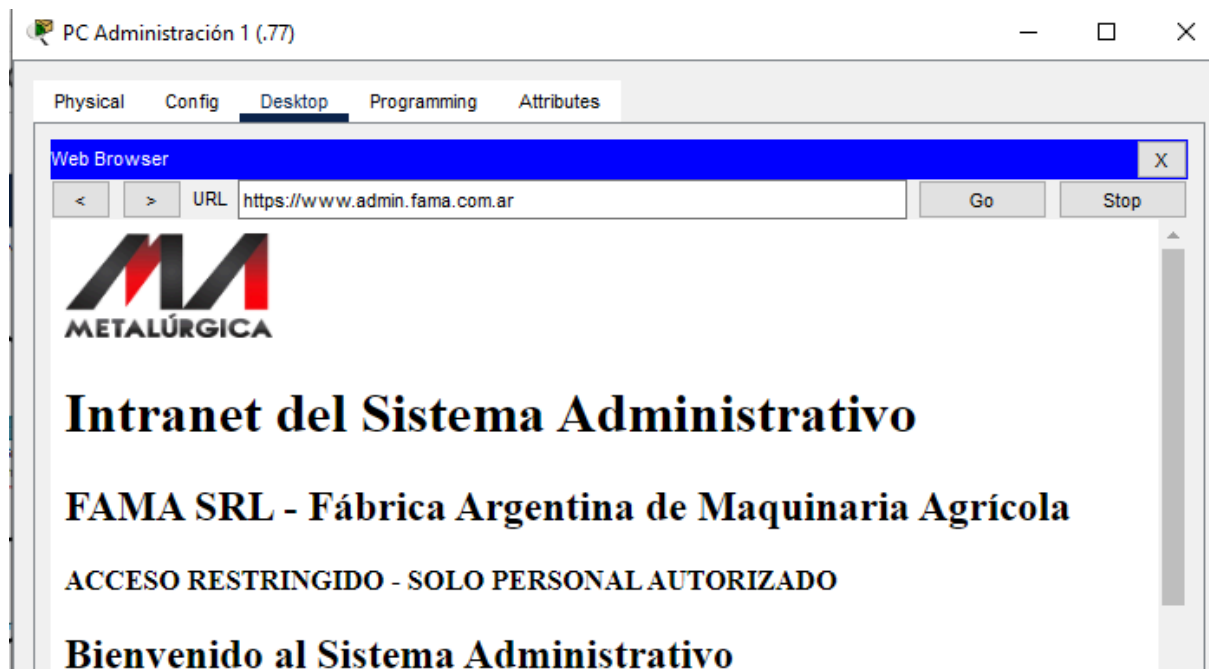 PC Administración 1 (.77)
Physical Config Desktop Programming Attributes
Web Browser X
< > URL https://www.admin.fama.com.ar Go Stop
MA
METALÚRGICA
Intranet del Sistema Administrativo
FAMA SRL - Fábrica Argentina de Maquinaria Agrícola
ACCESO RESTRINGIDO - SOLO PERSONAL AUTORIZADO
Bienvenido al Sistema Administrativo